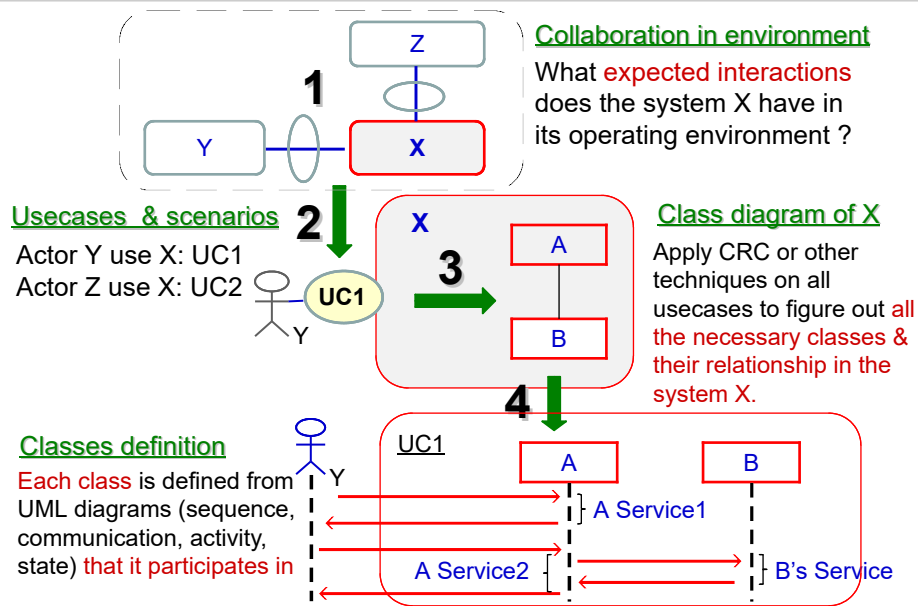 Z
1
Y
X
Collaboration in environment
What expected interactions
does the system X have in
its operating environment ?
Usecases & scenarios
Actor Y use X: UC1
Actor Z use X: UC2
2
UC1
Y
X
3
A
B
Class diagram of X
Apply CRC or other
techniques on all
usecases to figure out all
the necessary classes &
their relationship in the
system X.
4
Classes definition
Each class is defined from
UML diagrams (sequence,
communication, activity,
state) that it participates in
Y
UC1
A
B
A Service1
A Service2
B's Service